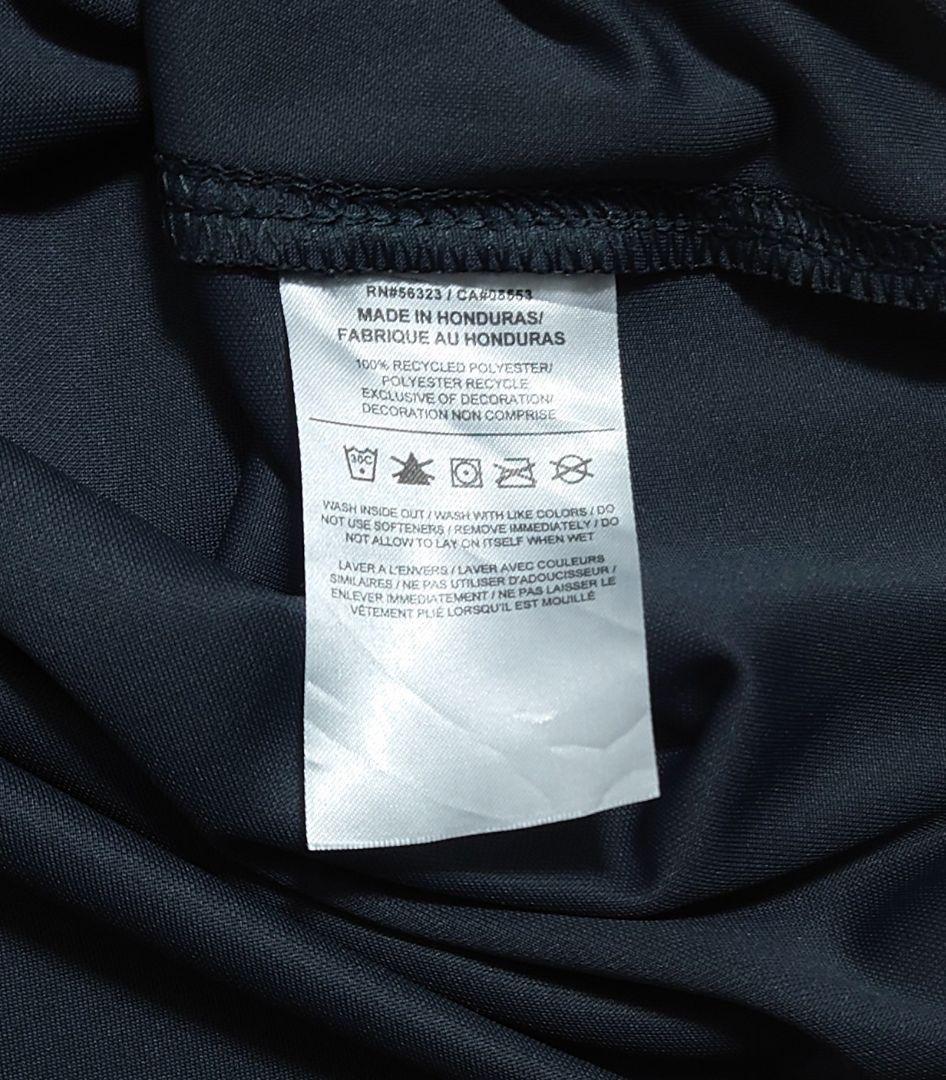 RN#56323 / CA#05553
MADE IN HONDURAS/
FABRIQUE AU HONDURAS
100% RECYCLED POLYESTER/
POLYESTER RECYCLE
EXCLUSIVE OF DECORATION/
DECORATION NON COMPRISE
30C
WASH INSIDE OUT / WASH WITH LIKE COLORS / DO
NOT USE SOFTENERS / REMOVE IMMEDIATELY / DO
NOT ALLOW TO LAY ON ITSELF WHEN WET
LAVER A L'ENVERS / LAVER AVEC COULEURS
SIMILAIRES / NE PAS UTILISER D'ADOUCISSEUR /
ENLEVER IMMEDIATEMENT / NE PAS LAISSER LE
VÊTEMENT PLIÉ LORSQU'IL EST MOUILLÉ